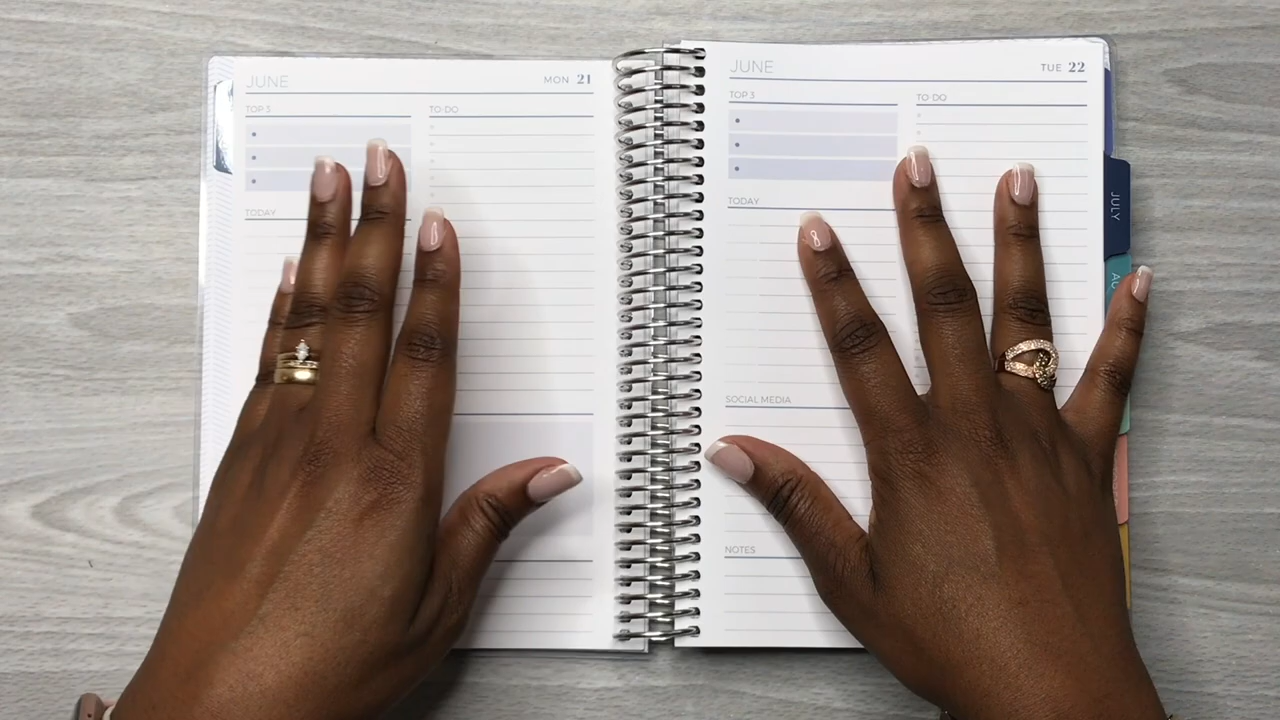 JUNE MON 21
TOP 3 TO-DO
TODAY
JUNE TUE 22
TOP 3 TO-DO
TODAY
SOCIAL MEDIA
NOTES
JULY